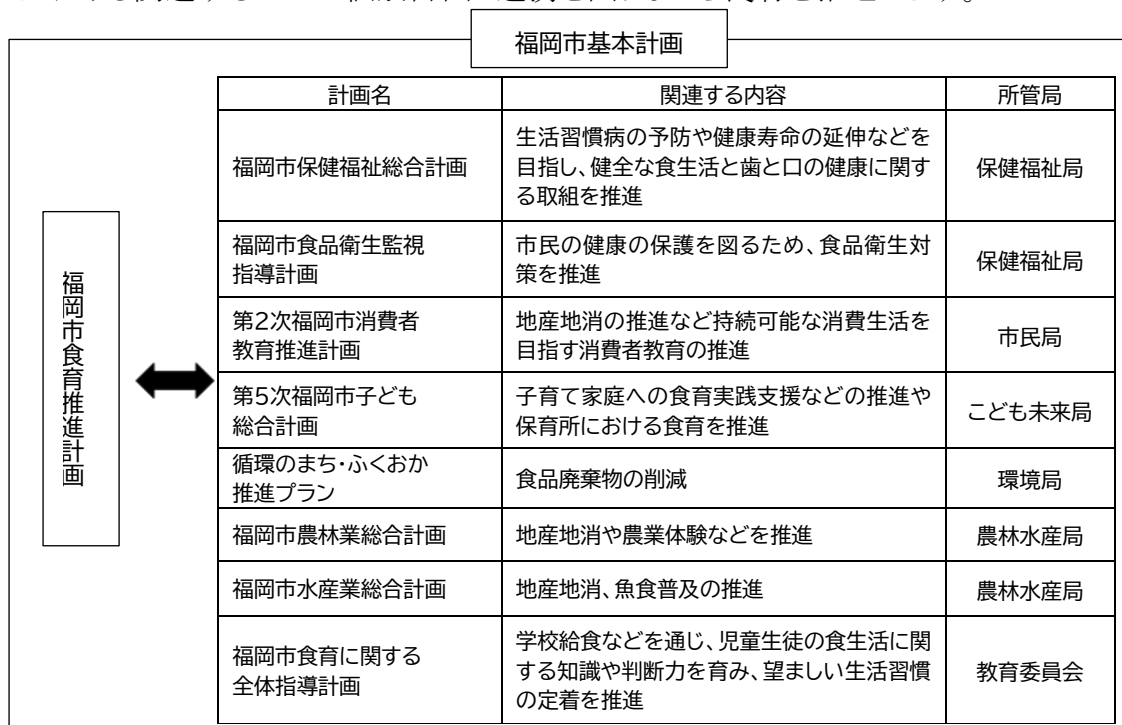 福岡市基本計画
計画名 関連する内容 所管局
福岡市保健福祉総合計画
生活習慣病の予防や健康寿命の延伸などを
目指し、健全な食生活と歯と口の健康に関す
る取組を推進
保健福祉局
福岡市食品衛生監視
指導計画
市民の健康の保護を図るため、食品衛生対
策を推進
保健福祉局
第2次福岡市消費者
教育推進計画
地産地消の推進など持続可能な消費生活を
目指す消費者教育の推進
市民局
第5次福岡市子ども
総合計画
子育て家庭への食育実践支援などの推進や
保育所における食育を推進
こども未来局
循環のまち・ふくおか
推進プラン
食品廃棄物の削減
環境局
福岡市農林業総合計画
地産地消や農業体験などを推進
農林水産局
福岡市水産業総合計画
地産地消、魚食普及の推進
農林水産局
福岡市食育に関する
全体指導計画
学校給食などを通じ、児童生徒の食生活に関
する知識や判断力を育み、望ましい生活習慣
の定着を推進
教育委員会
福岡市食育推進計画